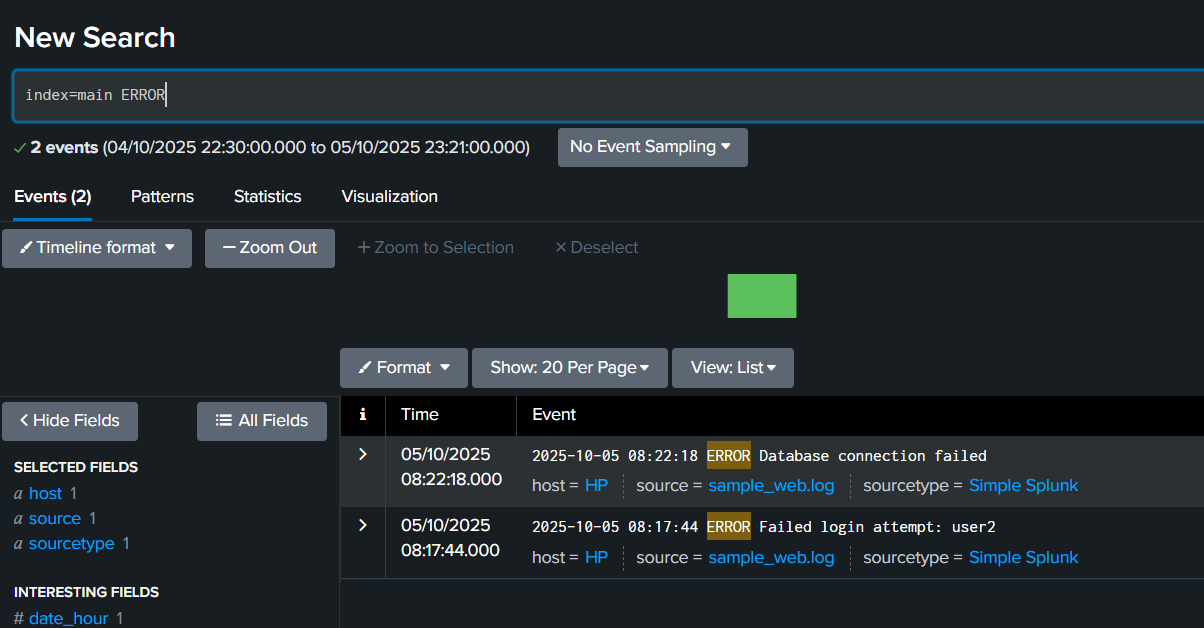 New Search
index=main ERROR
2 events (04/10/2025 22:30:00.000 to 05/10/2025 23:21:00.000)
No Event Sampling
Events (2) Patterns Statistics Visualization
Timeline format Zoom Out Zoom to Selection Deselect
Format Show: 20 Per Page View: List
Hide Fields All Fields
SELECTED FIELDS
a host 1
a source 1
a sourcetype 1
INTERESTING FIELDS
# date_hour 1
i Time Event
05/10/2025
08:22:18.000
2025-10-05 08:22:18 ERROR Database connection failed
host = HP source = sample_web.log sourcetype = Simple Splunk
05/10/2025
08:17:44.000
2025-10-05 08:17:44 ERROR Failed login attempt: user2
host = HP source = sample_web.log sourcetype = Simple Splunk